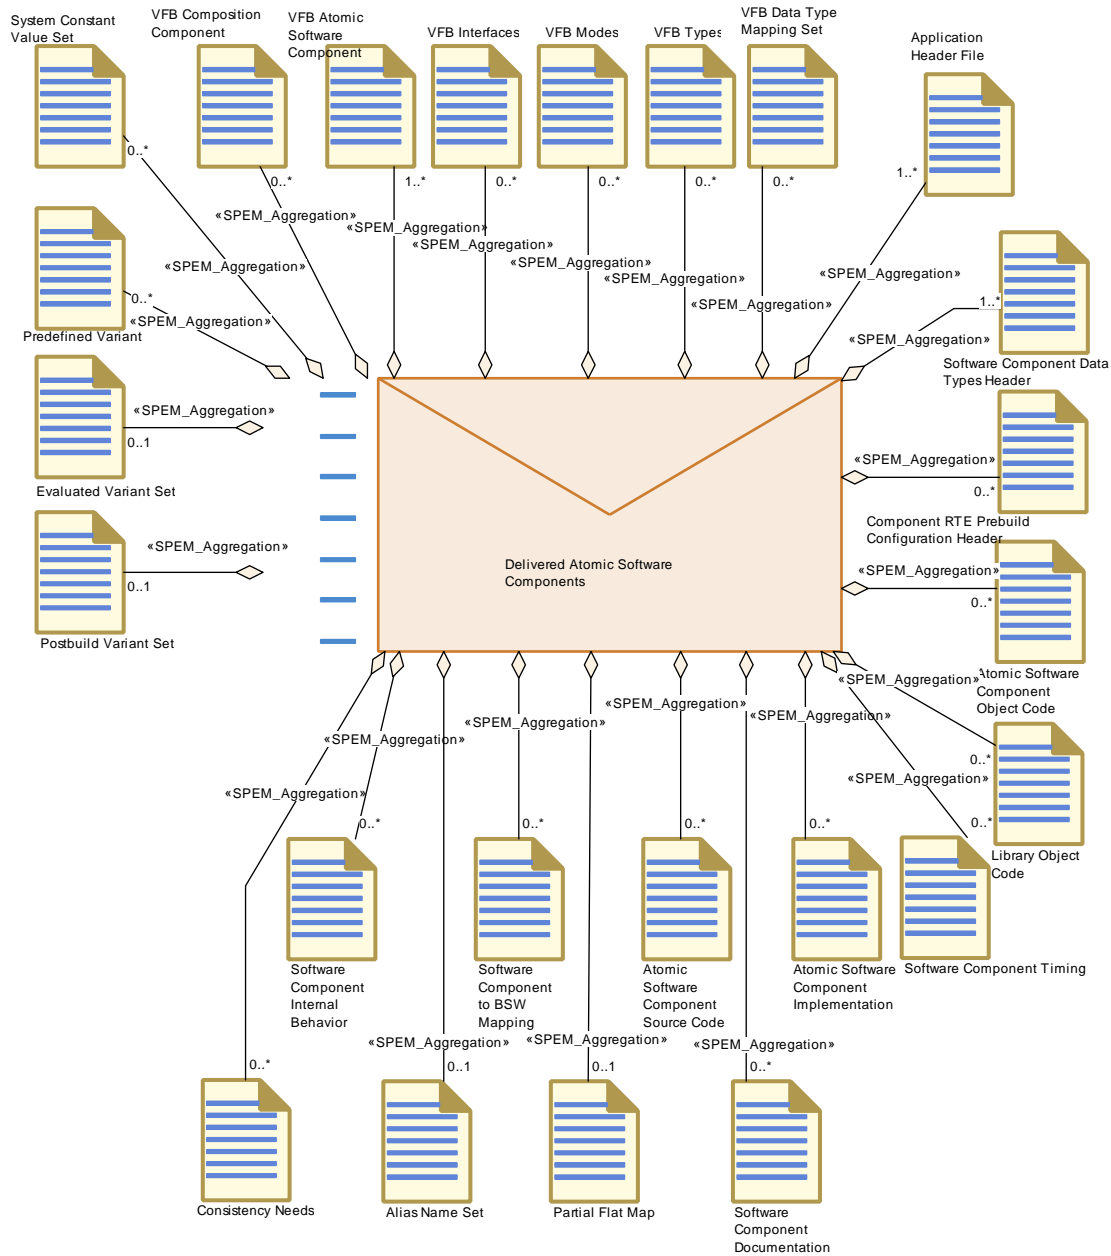 System Constant
Value Set
VFB Composition
Component
VFB Atomic
Software
Component
VFB Interfaces
VFB Modes
VFB Types
VFB Data Type
Mapping Set
Application
Header File
0..*
0..*
1..*
0..*
0..*
0..*
0..*
1..*
«SPEM_Aggregation»
«SPEM_Aggregation»
«SPEM_Aggregation»
«SPEM_Aggregation»
«SPEM_Aggregation»
«SPEM_Aggregation»
«SPEM_Aggregation»
«SPEM_Aggregation»
0..*
«SPEM_Aggregation»
Predefined Variant
1..*
«SPEM_Aggregation»
Software Component Data
Types Header
«SPEM_Aggregation»
0..1
Evaluated Variant Set
«SPEM_Aggregation»
0..*
Component RTE Prebuild
Configuration Header
«SPEM_Aggregation»
0..1
Postbuild Variant Set
Delivered Atomic Software
Components
«SPEM_Aggregation»
0..*
Atomic Software
Component
Object Code
«SPEM_Aggregation»
«SPEM_Aggregation»
«SPEM_Aggregation»
«SPEM_Aggregation»
«SPEM_Aggregation»
«SPEM_Aggregation»
«SPEM_Aggregation»
«SPEM_Aggregation»
«SPEM_Aggregation»
0..*
0..*
Library Object
Code
0..*
0..*
0..*
0..*
Software
Component
Internal
Behavior
Software
Component
to BSW
Mapping
Atomic
Software
Component
Source Code
Atomic Software
Component
Implementation
Software Component Timing
«SPEM_Aggregation»
«SPEM_Aggregation»
0..*
0..1
0..1
0..*
Consistency Needs
Alias Name Set
Partial Flat Map
Software
Component
Documentation